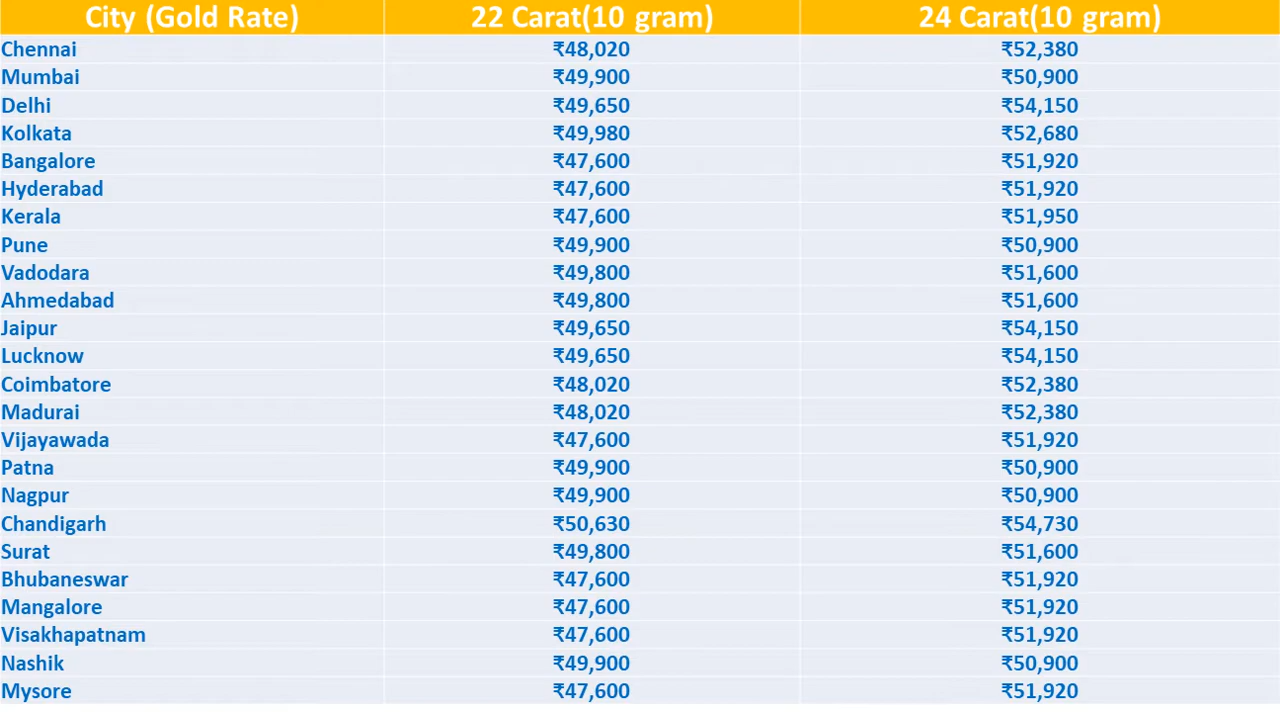 City (Gold Rate) 22 Carat(10 gram) 24 Carat(10 gram)
Chennai ₹48,020 ₹52,380
Mumbai ₹49,900 ₹50,900
Delhi ₹49,650 ₹54,150
Kolkata ₹49,980 ₹52,680
Bangalore ₹47,600 ₹51,920
Hyderabad ₹47,600 ₹51,920
Kerala ₹47,600 ₹51,950
Pune ₹49,900 ₹50,900
Vadodara ₹49,800 ₹51,600
Ahmedabad ₹49,800 ₹51,600
Jaipur ₹49,650 ₹54,150
Lucknow ₹49,650 ₹54,150
Coimbatore ₹48,020 ₹52,380
Madurai ₹48,020 ₹52,380
Vijayawada ₹47,600 ₹51,920
Patna ₹49,900 ₹50,900
Nagpur ₹49,900 ₹50,900
Chandigarh ₹50,630 ₹54,730
Surat ₹49,800 ₹51,600
Bhubaneswar ₹47,600 ₹51,920
Mangalore ₹47,600 ₹51,920
Visakhapatnam ₹47,600 ₹51,920
Nashik ₹49,900 ₹50,900
Mysore ₹47,600 ₹51,920